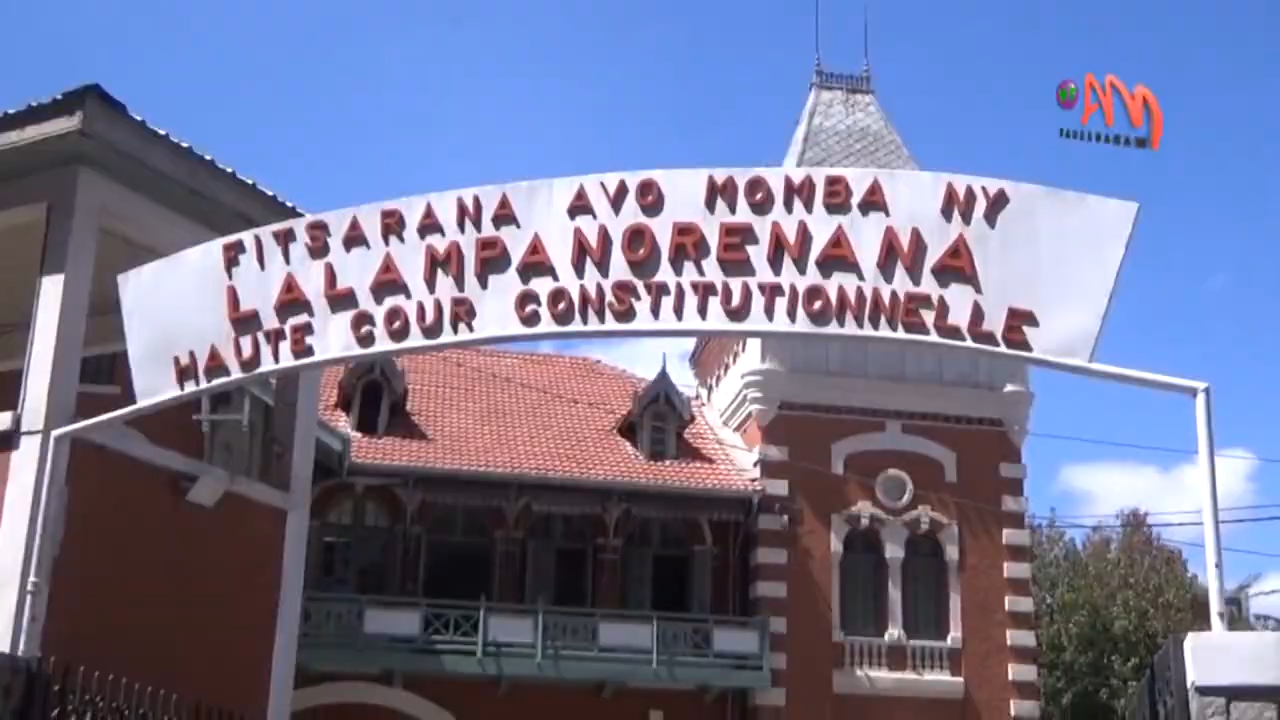 FITSARANA AVO MOMBA NY
LALAMPANORENANA
HAUTE COUR CONSTITUTIONNELLE